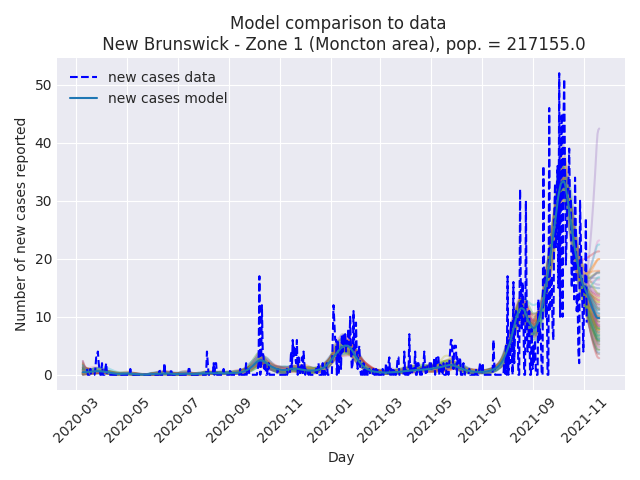 Model comparison to data
New Brunswick - Zone 1 (Moncton area), pop. = 217155.0
new cases data
new cases model
Number of new cases reported
50
40
30
20
10
0
2020-03
2020-05
2020-07
2020-09
2020-11
2021-01
2021-03
2021-05
2021-07
2021-09
2021-11
Day